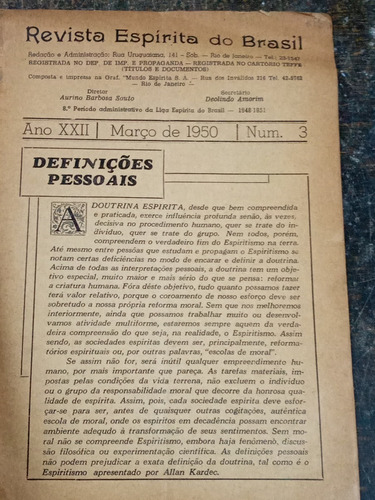 Revista Espírita do Brasil
Redação e Administração: Rua Uruguaiana, 141 - Sob. — Rio de Janeiro — Tel.:
REGISTRADA NO DEP. DE IMP. E PROPAGANDA — REGISTRADA NO CARTÓRIO TEFFÉ
(TÍTULOS E DOCUMENTOS)
Composta e impressa na Graf. "Mundo Espírita S. A. — Rua dos Inválidos 216 Tel
— Rio de Janeiro —
Diretor
Secretário
Aurino Barbosa Souto
Deolindo Amorim
8.º Período administrativo da Liga Espírita do Brasil — 1948-1951
Ano XXII | Março de 1950 | Num. 3
DEFINIÇÕES
PESSOAIS
A DOUTRINA ESPÍRITA, desde que bem compreendida
e praticada, exerce influência profunda senão, às vezes,
decisiva no procedimento humano, quer se trate do in-
divíduo, quer se trate do grupo. Nem todos, porém,
compreendem o verdadeiro fim do Espiritismo na terra.
Até mesmo entre pessoas que estudam e propagam o Espiritismo se
notam certas deficiências no modo de encarar e definir a doutrina.
Acima de todas as interpretações pessoais, a doutrina tem um obje-
tivo especial, muito maior e mais sério do que se pensa: reformar
a criatura humana. Fóra dêste objetivo, tudo quanto possamos fazer
terá valor relativo, porque o coroamento de nosso esforço deve ser
sobretudo a nossa própria reforma moral. Sem que nos melhoremos
interiormente, ainda que possamos trabalhar muito ou desenvol-
vamos atividade multiforme, estaremos sempre aquem da verda-
deira compreensão do que seja, na realidade, o Espiritismo. Assim
sendo, as sociedades espíritas devem ser, principalmente, reforma-
tórios espirituais ou, por outras palavras, "escolas de moral".
Se assim não for, será inútil qualquer empreendimento huma-
no, por mais importante que pareça. As tarefas materiais, im-
postas pelas condições da vida terrena, não excluem o indivíduo
ou o grupo da responsabilidade moral que decorre da honrosa qua-
lidade de espírita. Assim, pois, cada sociedade espírita deve esfor-
çar-se para ser, antes de quaisquer outras cogitações, autêntica
escola de moral, onde os espíritos em decadência possam encontrar
ambiente adequado à transformação de seus sentimentos. Sem mo-
ral não se compreende Espiritismo, embora haja fenômeno, discus-
são filosófica ou experimentação científica. As definições pessoais
não podem prejudicar a exata definição da doutrina, tal como é o
Espiritismo apresentado por Allan Kardec.